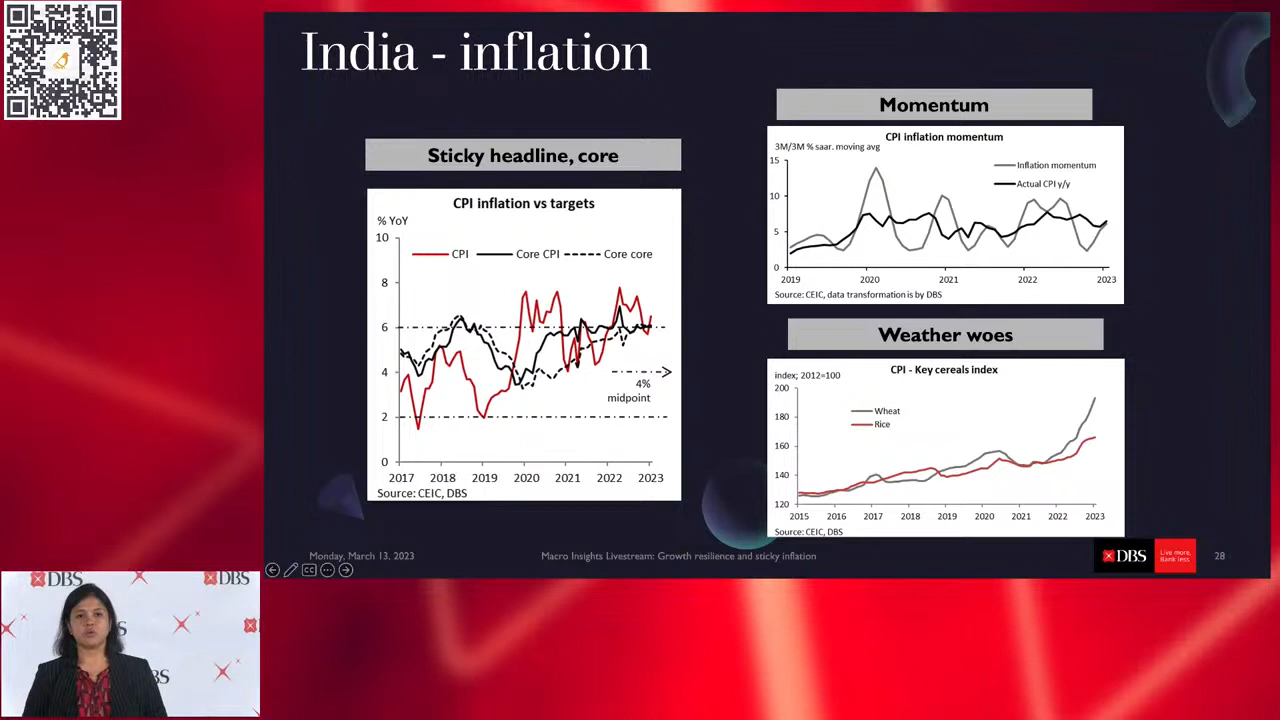 India - inflation
Sticky headline, core
CPI inflation vs targets
% YoY
10
8
6
4
2
0
CPI
Core CPI
Core core
4%
midpoint
2017 2018 2019 2020 2021 2022 2023
Source: CEIC, DBS
Momentum
CPI inflation momentum
3M/3M % saar. moving avg
15
10
5
0
Inflation momentum
Actual CPI y/y
2019 2020 2021 2022 2023
Source: CEIC, data transformation is by DBS
Weather woes
CPI - Key cereals index
index; 2012=100
200
180
160
140
120
Wheat
Rice
2015 2016 2017 2018 2019 2020 2021 2022 2023
Source: CEIC, DBS
Monday, March 13, 2023
Macro Insights Livestream: Growth resilience and sticky inflation
DBS
Live more,
Bank less
28
CC
DBS
DBS
DBS